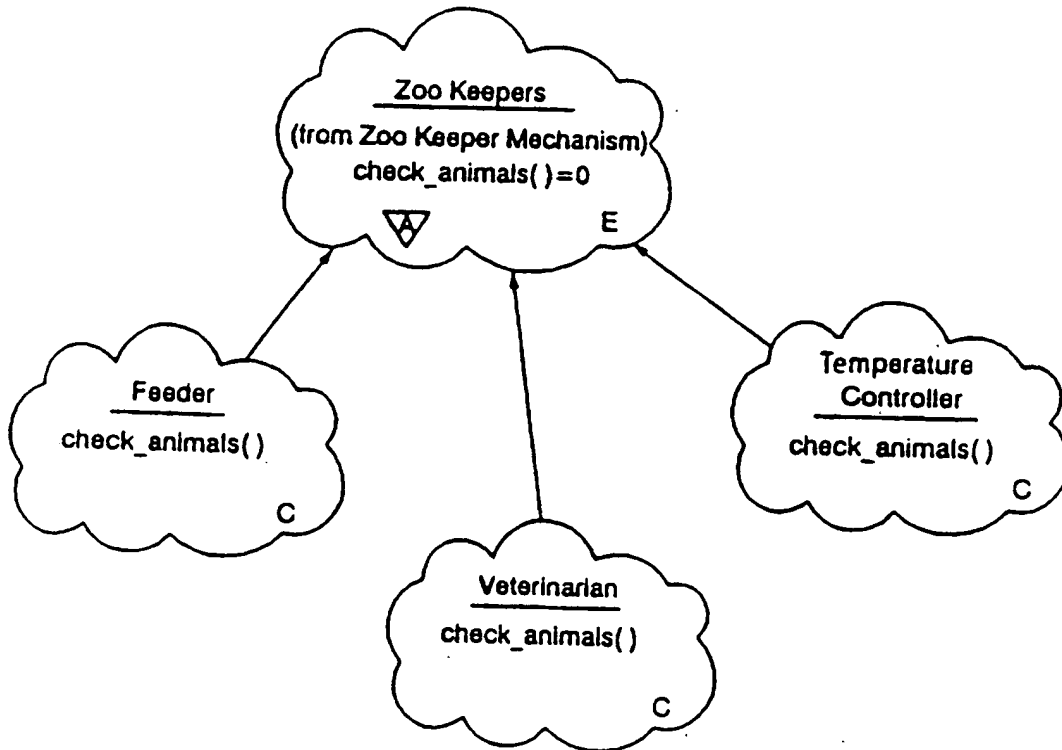 Zoo Keepers
(from Zoo Keeper Mechanism)
check_animals()=0
A
E
Feeder
check_animals()
C
Temperature
Controller
check_animals()
C
Veterinarian
check_animals()
C